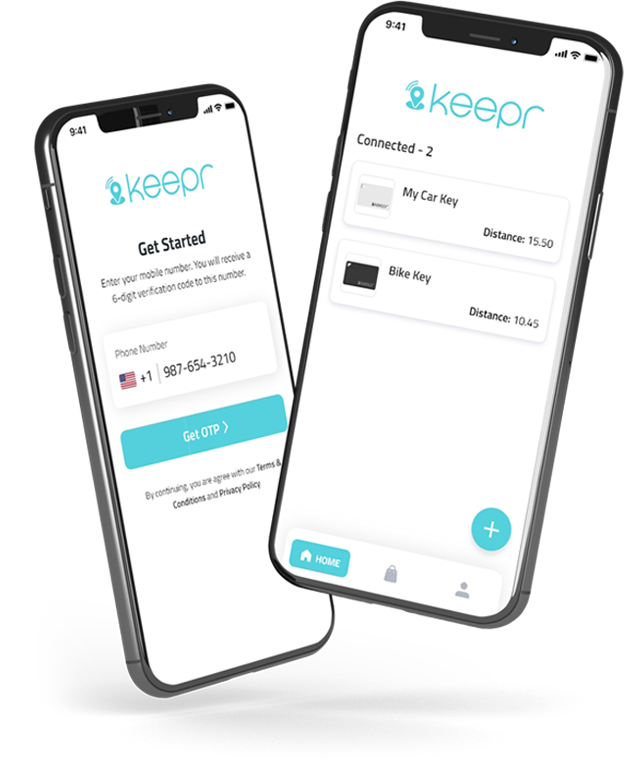 9:41
keepr
Get Started
Enter your mobile number. You will receive a
6-digit verification code to this number.
Phone Number
+1 987-654-3210
Get OTP
By continuing, you are agree with our Terms &
Conditions and Privacy Policy
9:41
keepr
Connected - 2
My Car Key
Distance: 15.50
Bike Key
Distance: 10.45
+
HOME